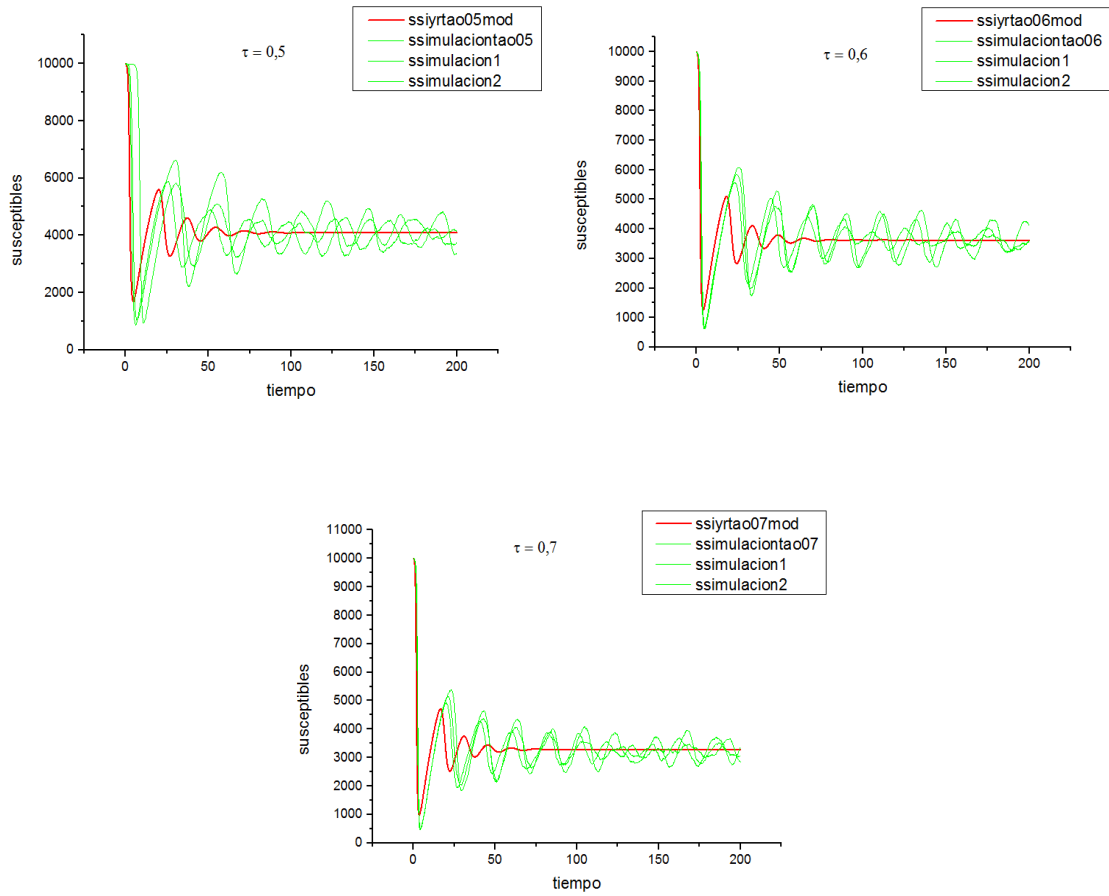 τ = 0,5
ssiyrtao05mod
ssimulaciontao05
ssimulacion1
ssimulacion2
10000
8000
6000
4000
2000
0
susceptibles
0
50
100
150
200
tiempo
τ = 0,6
ssiyrtao06mod
ssimulaciontao06
ssimulacion1
ssimulacion2
10000
9000
8000
7000
6000
5000
4000
3000
2000
1000
0
susceptibles
0
50
100
150
200
tiempo
τ = 0,7
ssiyrtao07mod
ssimulaciontao07
ssimulacion1
ssimulacion2
11000
10000
9000
8000
7000
6000
5000
4000
3000
2000
1000
0
susceptibles
0
50
100
150
200
tiempo